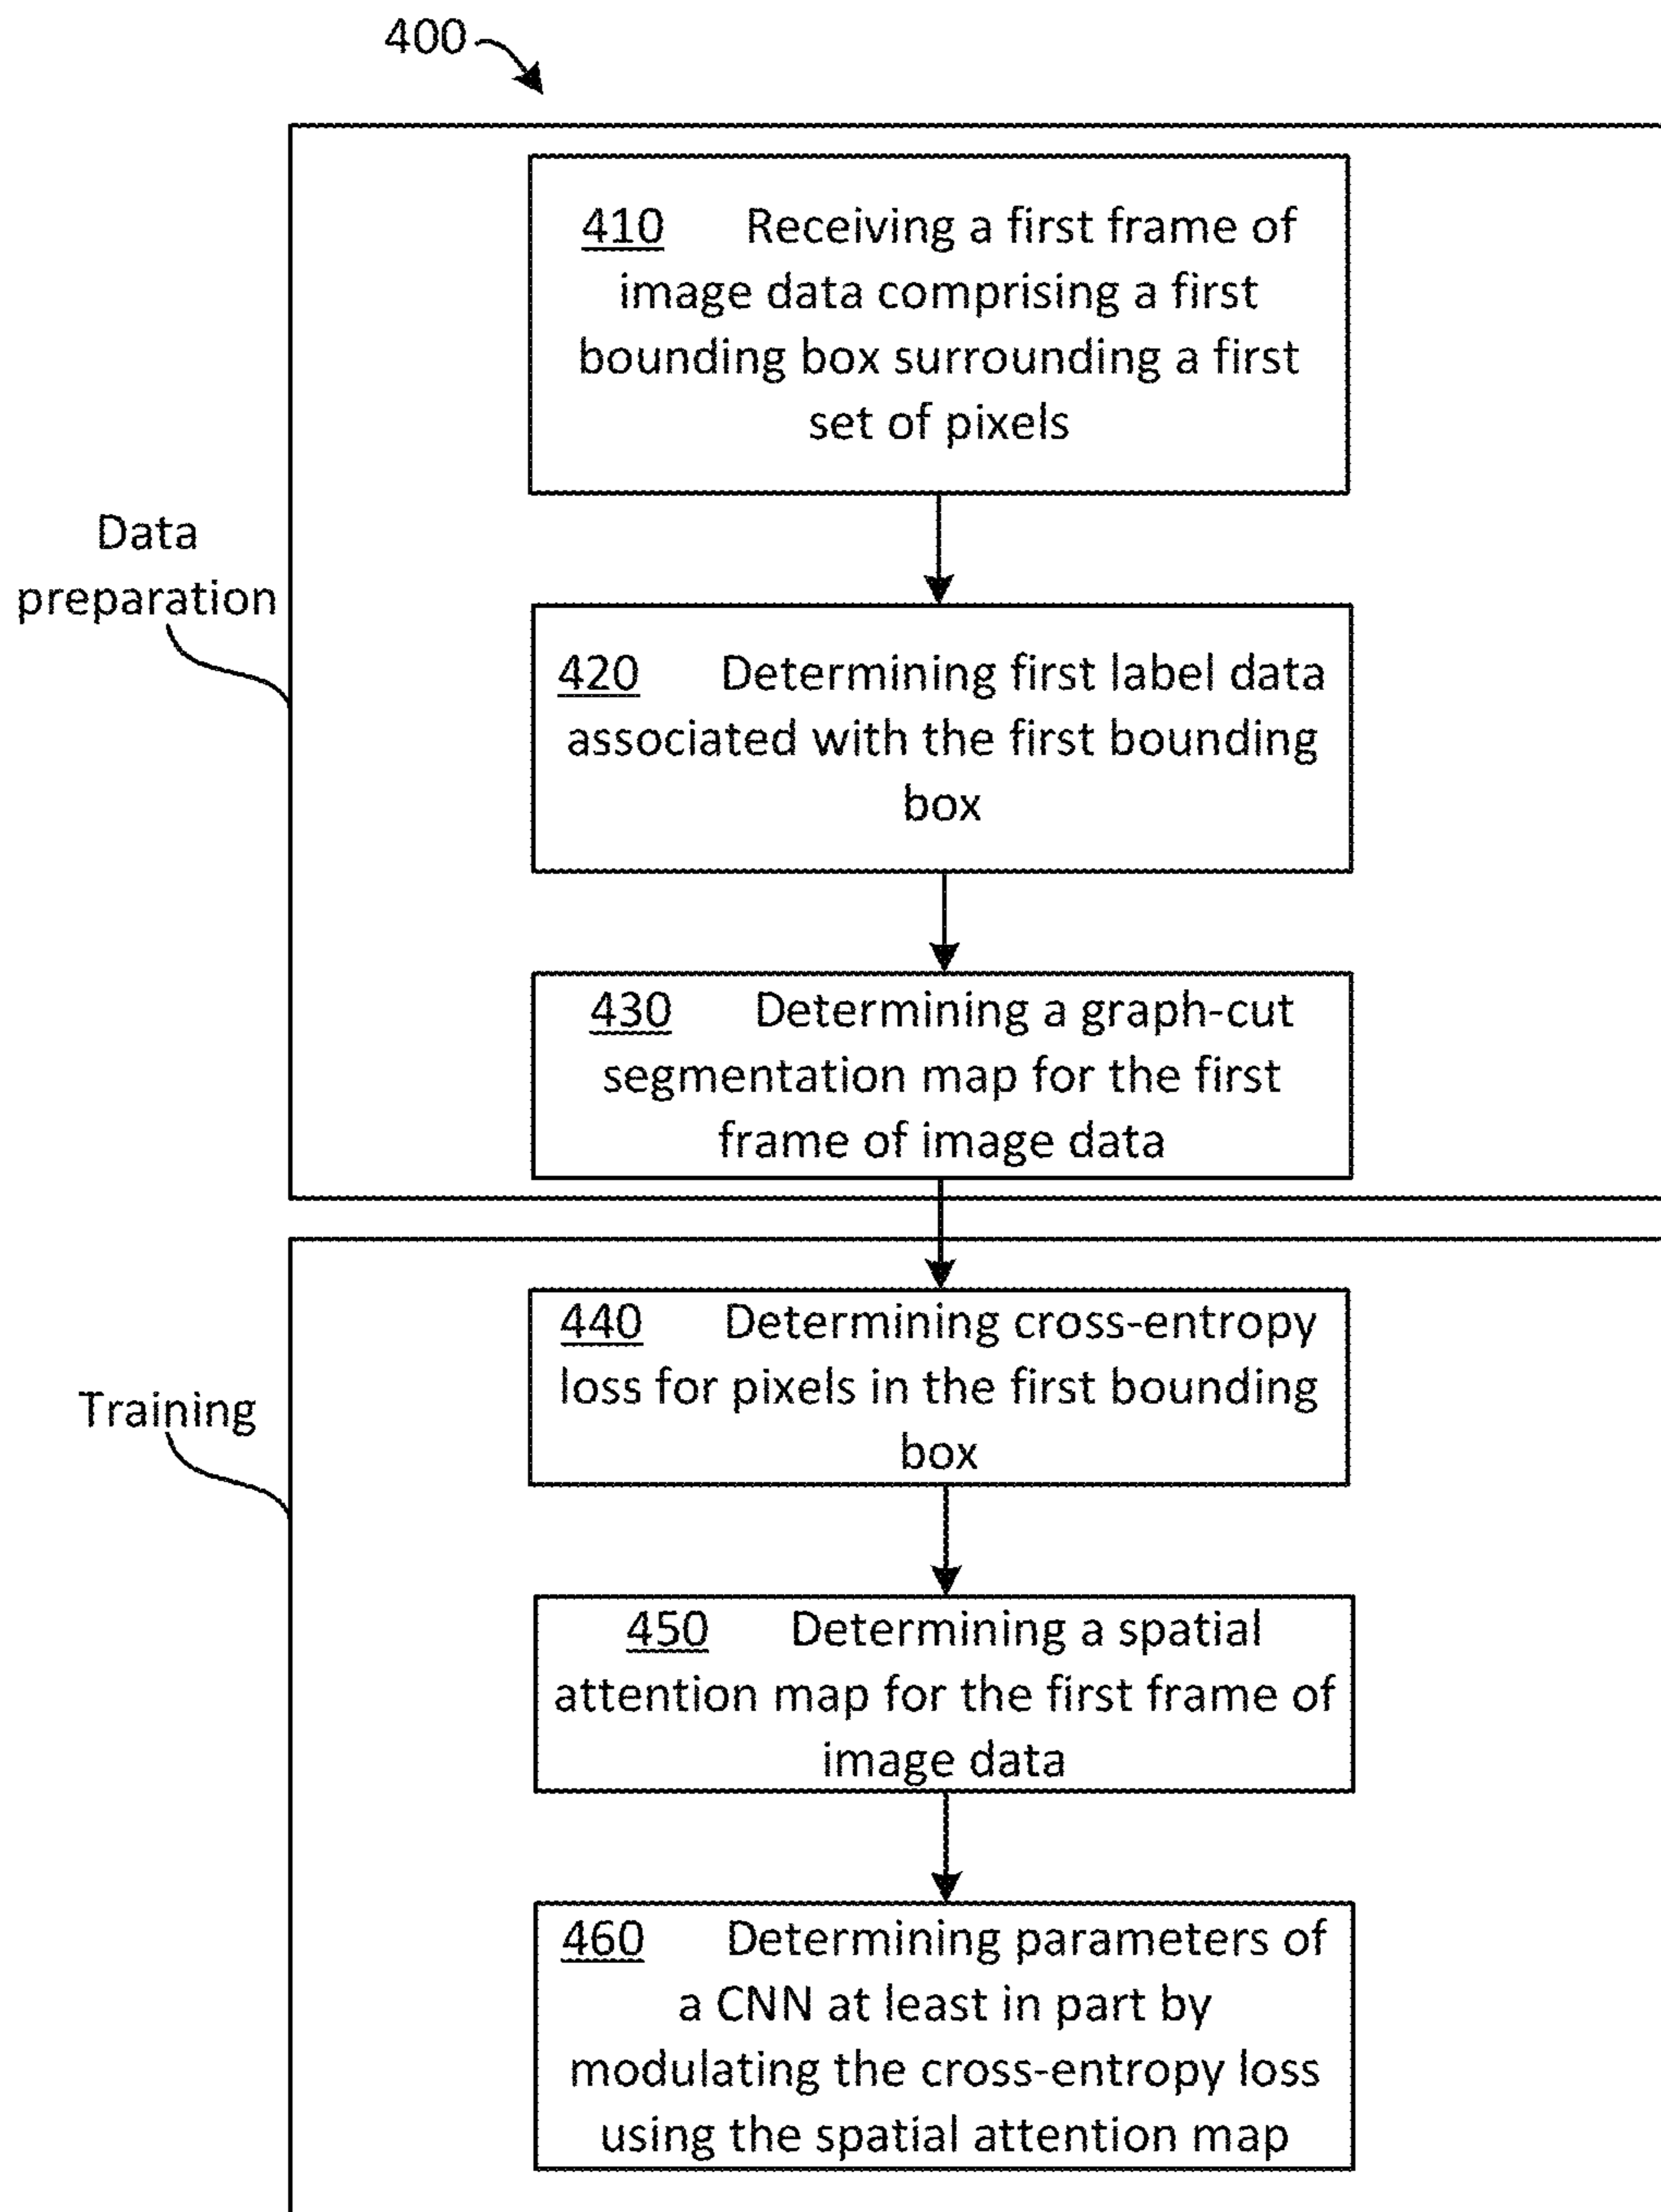 400
410 Receiving a first frame of
image data comprising a first
bounding box surrounding a first
set of pixels
Data
preparation
420 Determining first label data
associated with the first bounding
box
430 Determining a graph-cut
segmentation map for the first
frame of image data
440 Determining cross-entropy
loss for pixels in the first bounding
box
Training
450 Determining a spatial
attention map for the first frame of
image data
460 Determining parameters of
a CNN at least in part by
modulating the cross-entropy loss
using the spatial attention map